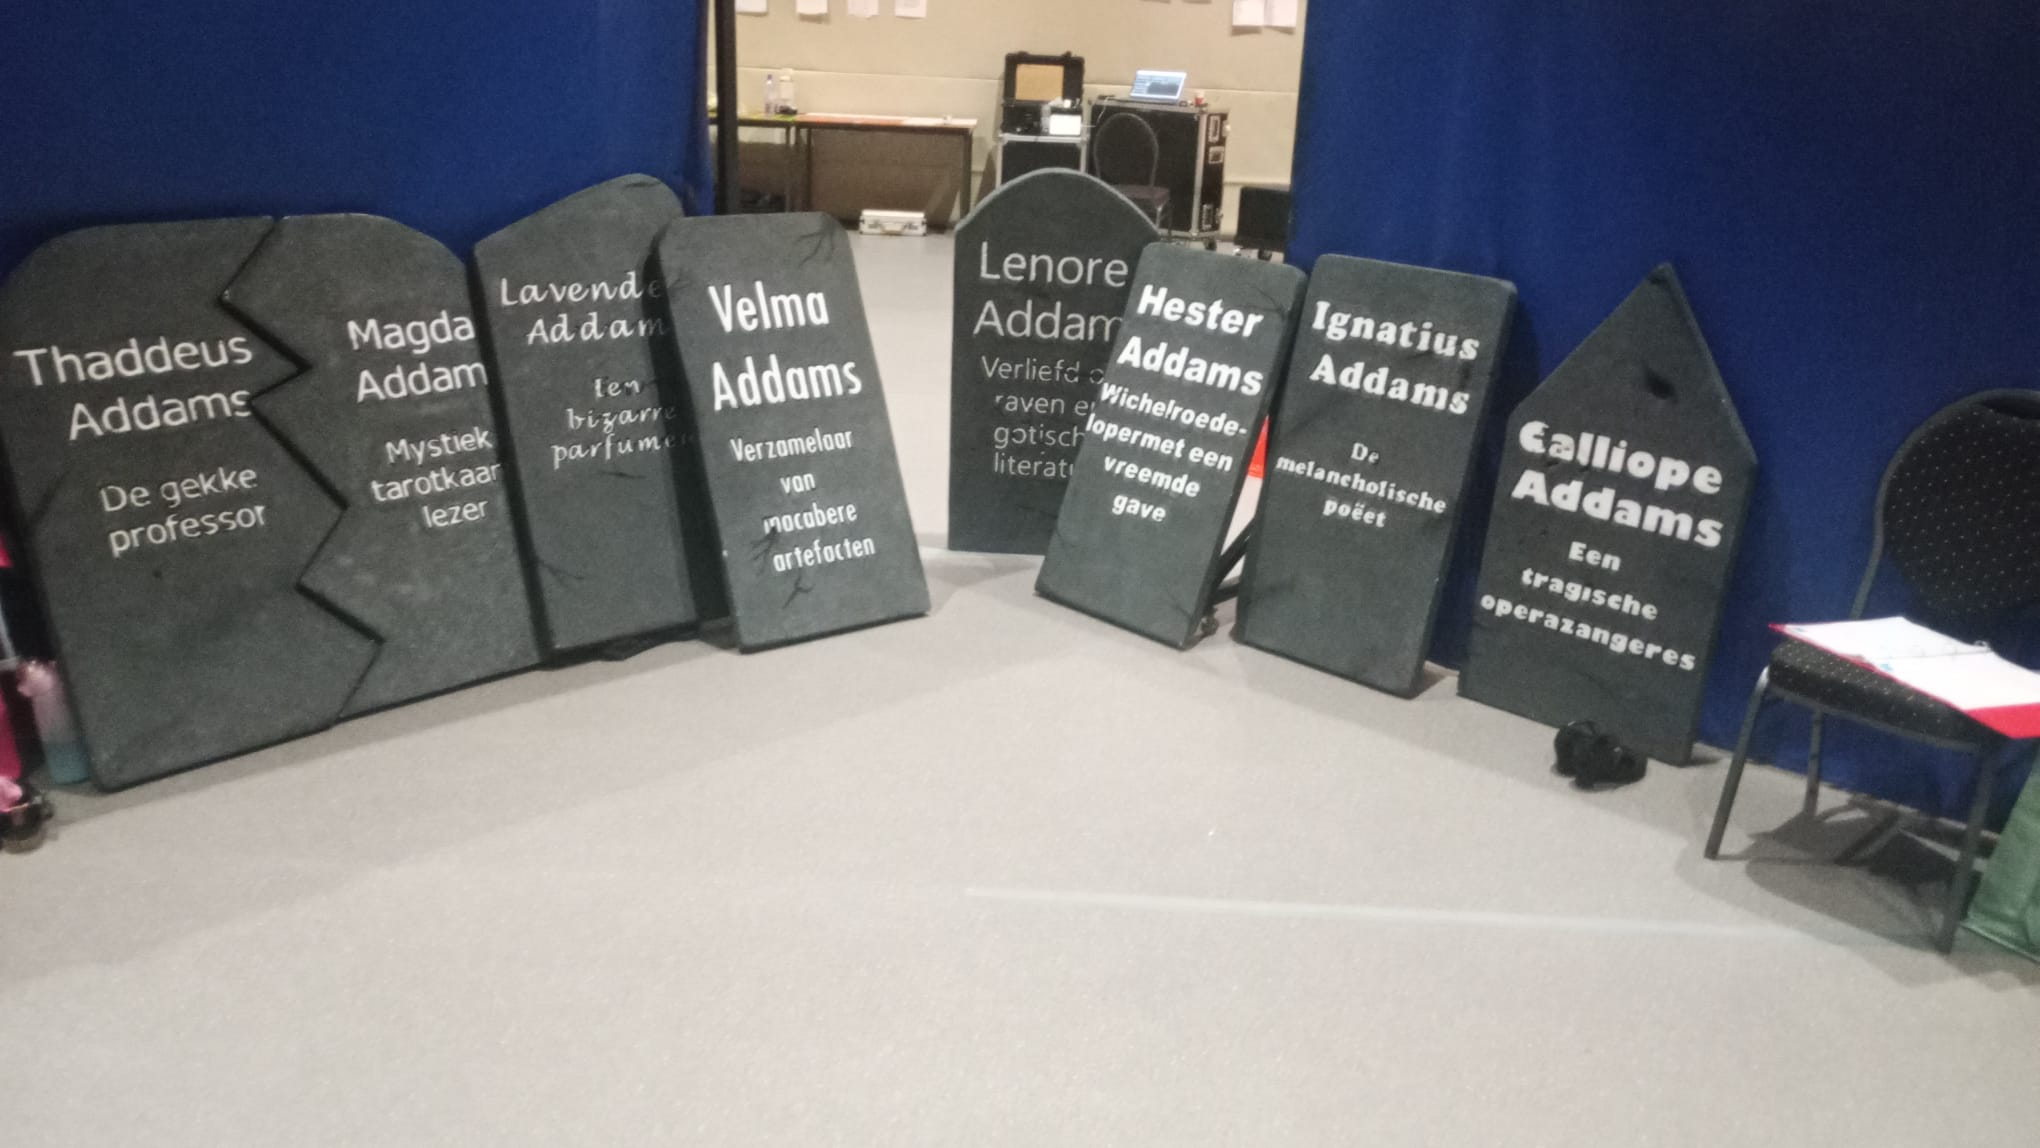 Thaddeus
Addams
De gekke
professor
Magda
Addam
Mystiek
tarotkaar
lezer
Lavende
Addam
Een
bizarre
parfume
Velma
Addams
Verzamelaar
van
macabere
artefacten
Lenore
Addam
Verliefd o
raven e
gotisch
literat
Hester
Addams
Wichelroede-
lopermet een
vreemde
gave
Ignatius
Addams
De
melancholische
poëet
Calliope
Addams
Een
tragische
operazangeres